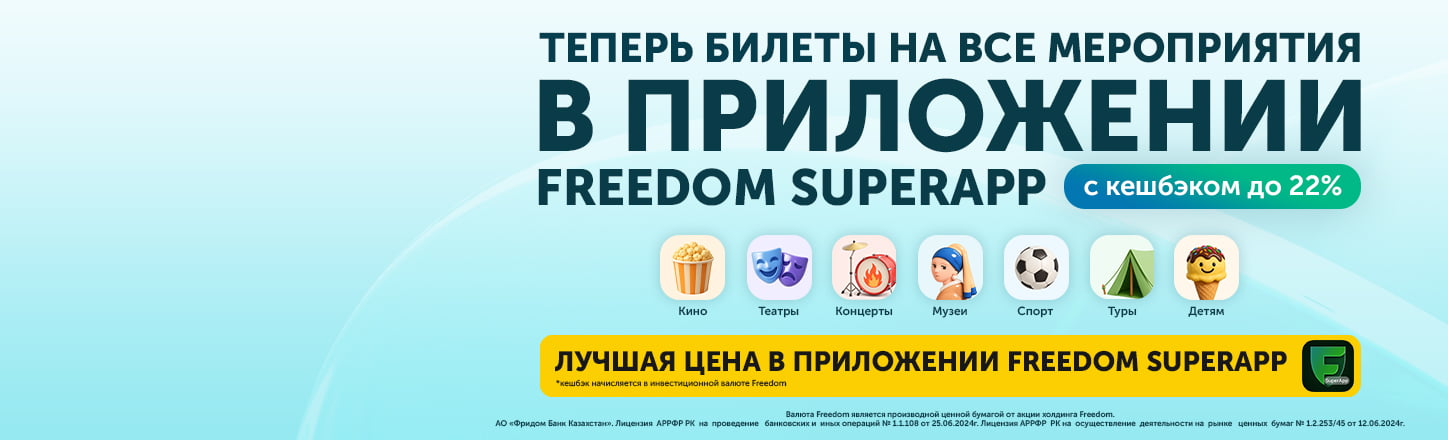 ТЕПЕРЬ БИЛЕТЫ НА ВСЕ МЕРОПРИЯТИЯ
В ПРИЛОЖЕНИИ
FREEDOM SUPERAPP
с кешбэком до 22%
Кино
Театры
Концерты
Музеи
Спорт
Туры
Детям
ЛУЧШАЯ ЦЕНА В ПРИЛОЖЕНИИ FREEDOM SUPERAPP
SuperApp
*кешбэк начисляется в инвестиционной валюте Freedom
Валюта Freedom является производной ценной бумагой от акции холдинга Freedom.
АО «Фридом Банк Казахстан». Лицензия АРРФР РК на проведение банковских и иных операций № 1.1.108 от 25.06.2024г. Лицензия АРРФР РК на осуществление деятельности на рынке ценных бумаг № 1.2.253/45 от 12.06.2024г.